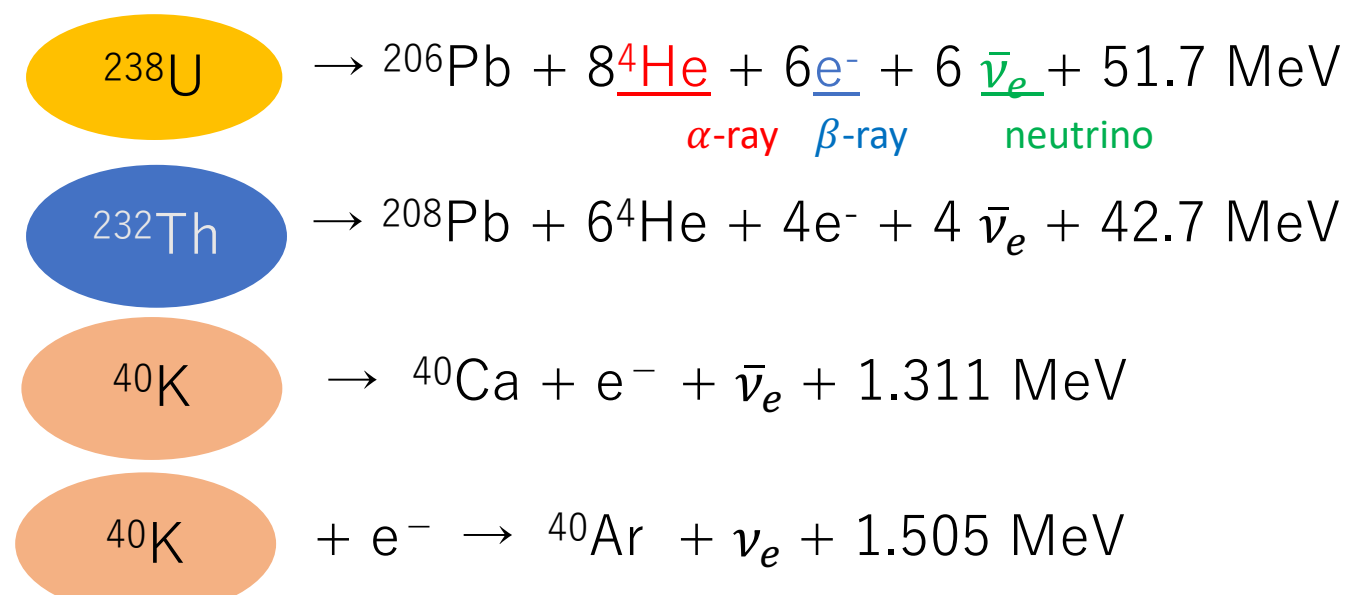 ²³⁸U → ²⁰⁶Pb + 8⁴He + 6e⁻ + 6 ν̄ₑ + 51.7 MeV
α-ray β-ray neutrino
²³²Th → ²⁰⁸Pb + 6⁴He + 4e⁻ + 4 ν̄ₑ + 42.7 MeV
⁴⁰K → ⁴⁰Ca + e⁻ + ν̄ₑ + 1.311 MeV
⁴⁰K + e⁻ → ⁴⁰Ar + νₑ + 1.505 MeV